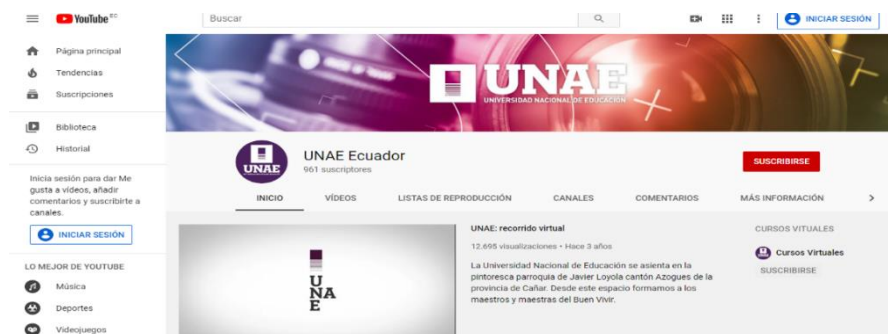 YouTube EC
Buscar
INICIAR SESIÓN
Página principal
Tendencias
Suscripciones
Biblioteca
Historial
Inicia sesión para dar Me
gusta a vídeos, añadir
comentarios y suscribirte a
canales.
INICIAR SESIÓN
LO MEJOR DE YOUTUBE
Música
Deportes
Videojuegos
UNAE
UNIVERSIDAD NACIONAL DE EDUCACIÓN
UNAE
UNAE Ecuador
961 suscriptores
SUSCRIBIRSE
INICIO VÍDEOS LISTAS DE REPRODUCCIÓN CANALES COMENTARIOS MÁS INFORMACIÓN
U
NA
E
UNAE: recorrido virtual
12.695 visualizaciones • Hace 3 años
La Universidad Nacional de Educación se asienta en la
pintoresca parroquia de Javier Loyola cantón Azogues de la
provincia de Cañar. Desde este espacio formamos a los
maestros y maestras del Buen Vivir.
CURSOS VITUALES
Cursos Virtuales
SUSCRIBIRSE